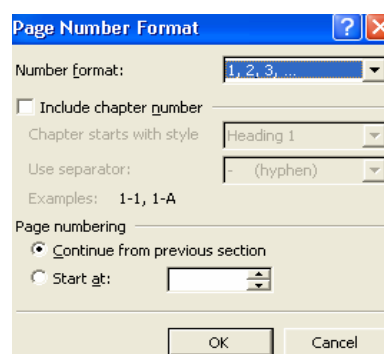 Page Number Format
Number format: 1, 2, 3, ...
Include chapter number
Chapter starts with style Heading 1
Use separator: - (hyphen)
Examples: 1-1, 1-A
Page numbering
Continue from previous section
Start at:
OK Cancel